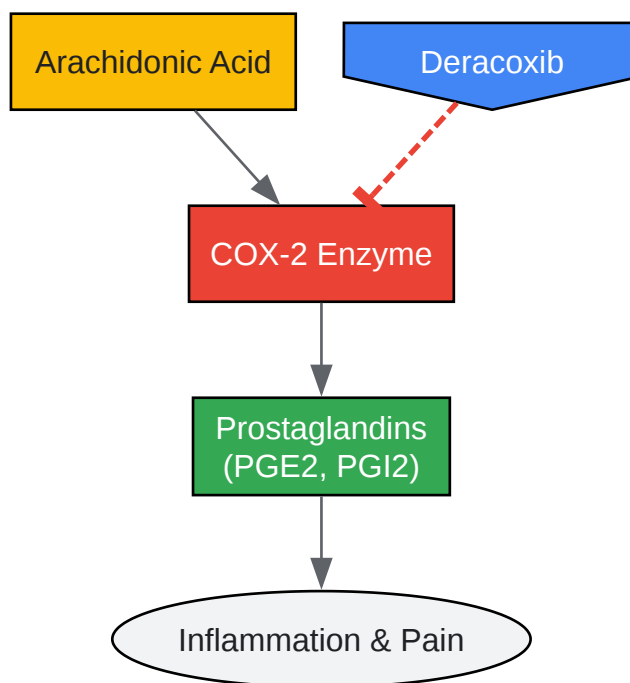 Arachidonic Acid
Deracoxib
COX-2 Enzyme
Prostaglandins
(PGE2, PGI2)
Inflammation & Pain